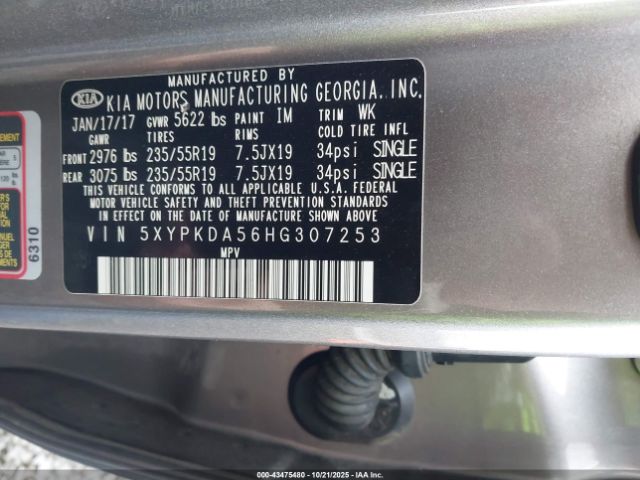 MANUFACTURED BY
KIA KIA MOTORS MANUFACTURING GEORGIA, INC.
JAN/17/17 GVWR 5622 lbs PAINT IM TRIM WK
GAWR TIRES RIMS COLD TIRE INFL
FRONT 2976 lbs 235/55R19 7.5JX19 34psi SINGLE
REAR 3075 lbs 235/55R19 7.5JX19 34psi SINGLE
THIS VEHICLE CONFORMS TO ALL APPLICABLE U.S.A. FEDERAL
MOTOR VEHICLE SAFETY AND THEFT PREVENTION STANDARDS
IN EFFECT ON THE DATE OF MANUFACTURE SHOWN ABOVE
VIN 5XYPKDA56HG307253
MPV
6310
000-43475480 - 10/21/2025 - IAAI.COM